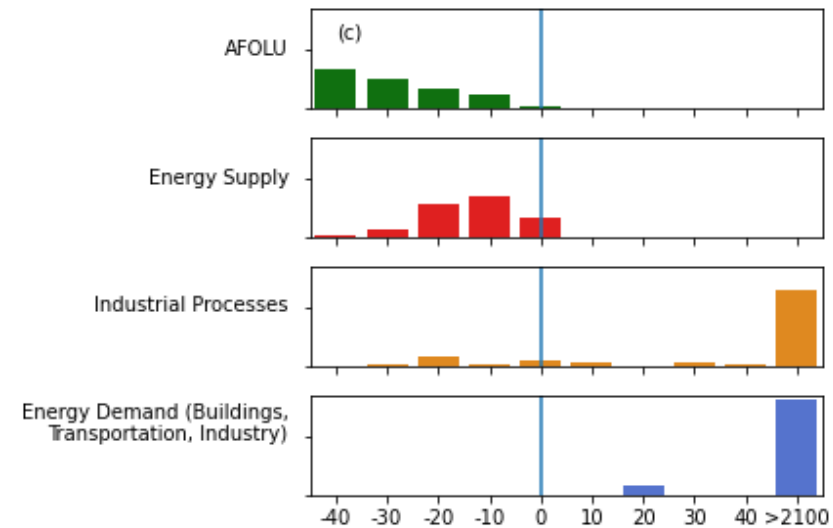 (c)
AFOLU
Energy Supply
Industrial Processes
Energy Demand (Buildings,
Transportation, Industry)
-40 -30 -20 -10 0 10 20 30 40 >2100